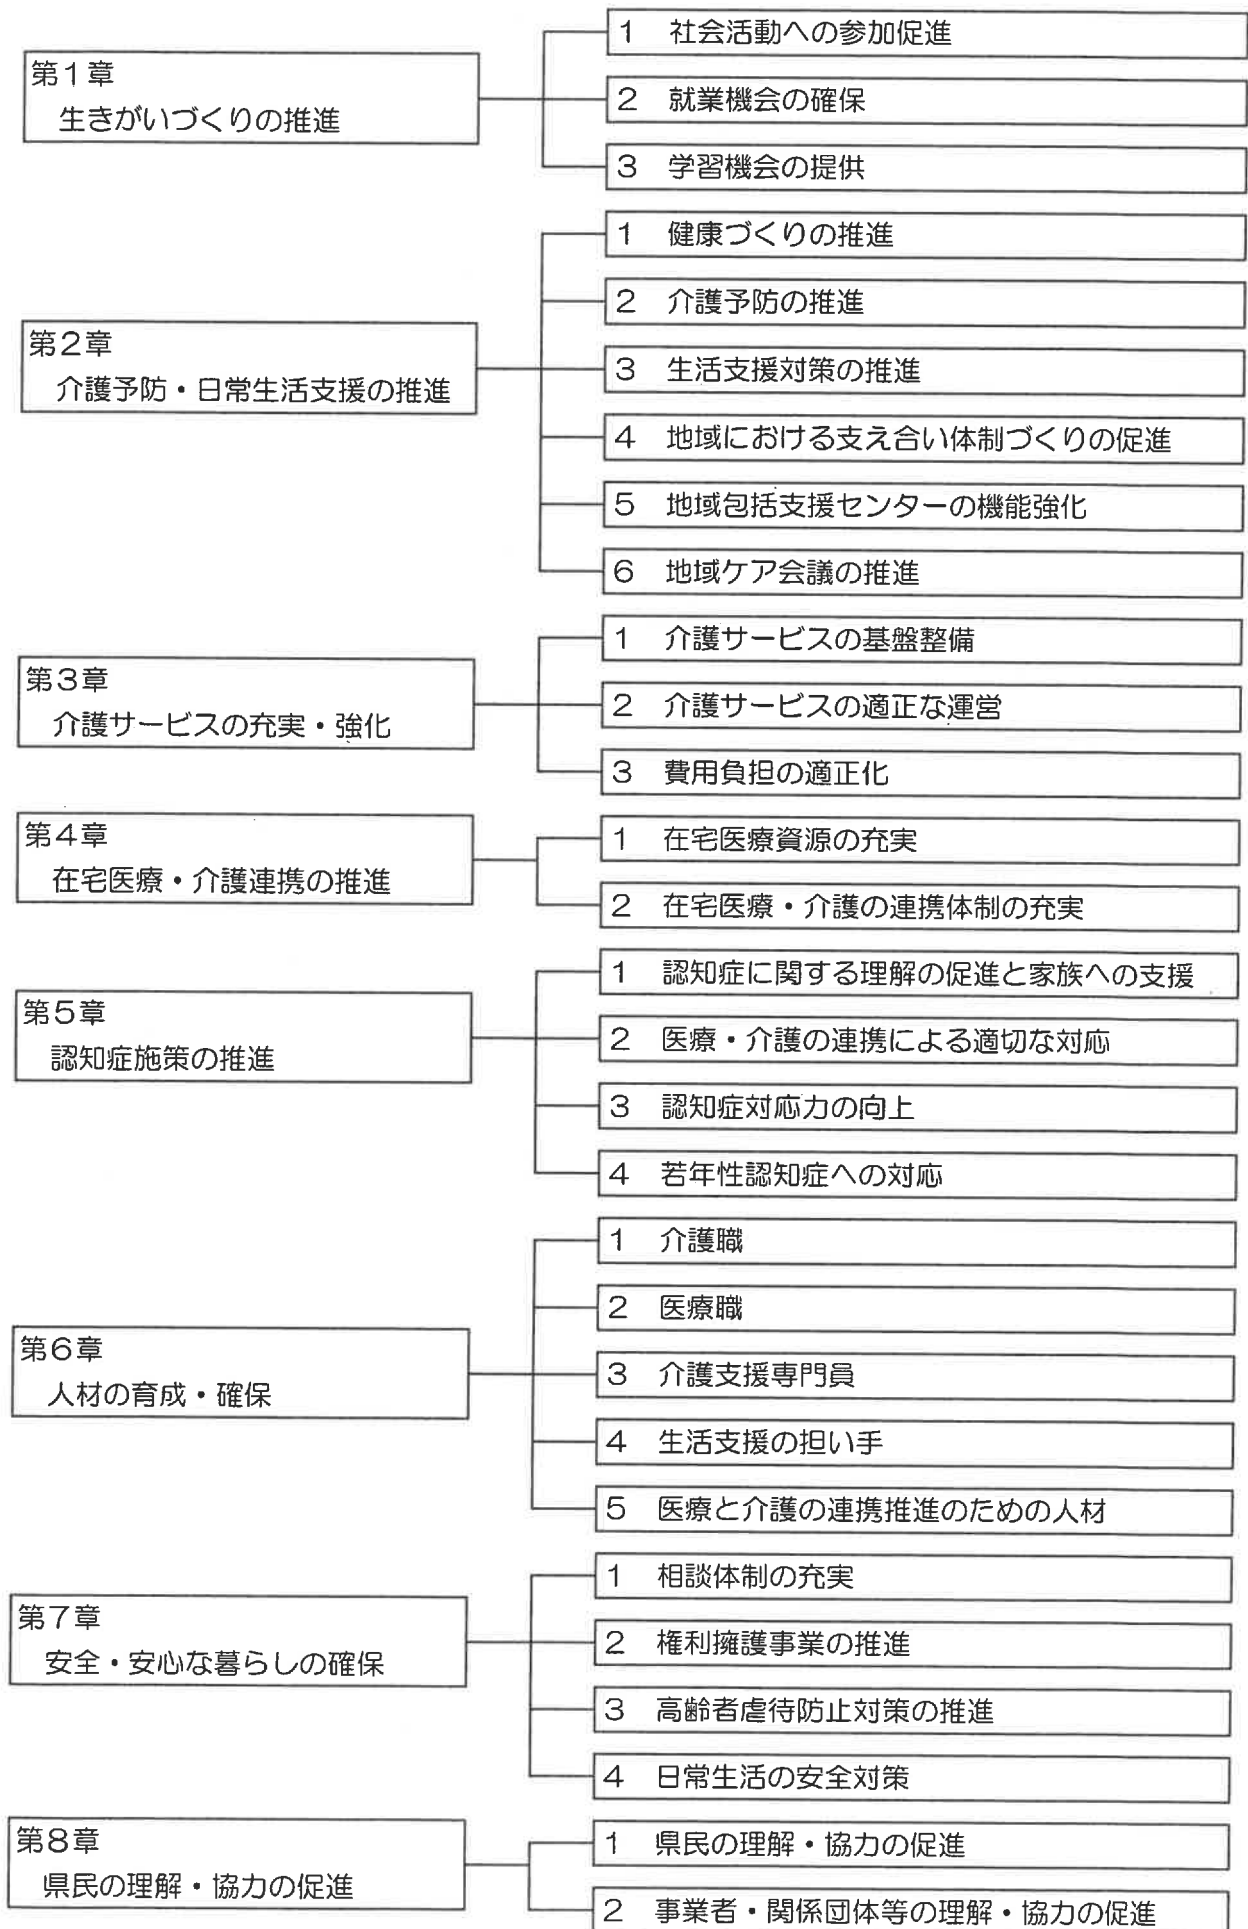 第1章
生きがいづくりの推進
1 社会活動への参加促進
2 就業機会の確保
3 学習機会の提供
第2章
介護予防・日常生活支援の推進
1 健康づくりの推進
2 介護予防の推進
3 生活支援対策の推進
4 地域における支え合い体制づくりの促進
5 地域包括支援センターの機能強化
6 地域ケア会議の推進
第3章
介護サービスの充実・強化
1 介護サービスの基盤整備
2 介護サービスの適正な運営
3 費用負担の適正化
第4章
在宅医療・介護連携の推進
1 在宅医療資源の充実
2 在宅医療・介護の連携体制の充実
第5章
認知症施策の推進
1 認知症に関する理解の促進と家族への支援
2 医療・介護の連携による適切な対応
3 認知症対応力の向上
4 若年性認知症への対応
第6章
人材の育成・確保
1 介護職
2 医療職
3 介護支援専門員
4 生活支援の担い手
5 医療と介護の連携推進のための人材
第7章
安全・安心な暮らしの確保
1 相談体制の充実
2 権利擁護事業の推進
3 高齢者虐待防止対策の推進
4 日常生活の安全対策
第8章
県民の理解・協力の促進
1 県民の理解・協力の促進
2 事業者・関係団体等の理解・協力の促進